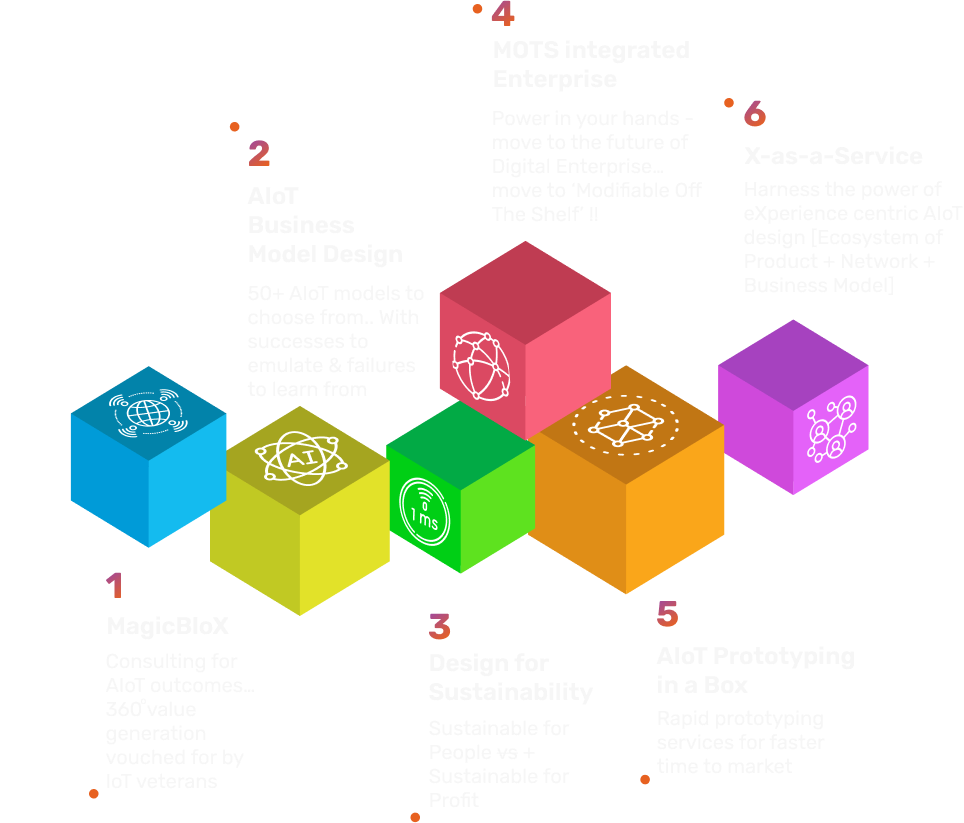 1
MagicBloX
Consulting for
AIoT outcomes...
360°value
generation
vouched for by
IoT veterans
2
AIoT
Business
Model Design
50+ AIoT models to
choose from.. With
successes to
emulate & failures
to learn from
3
Design for
Sustainability
Sustainable for
People vs +
Sustainable for
Profit
4
MOTS integrated
Enterprise
Power in your hands -
move to the future of
Digital Enterprise...
move to 'Modifiable Off
The Shelf' !!
5
AIoT Prototyping
in a Box
Rapid prototyping
services for faster
time to market
6
X-as-a-Service
Harness the power of
eXperience centric AIoT
design [Ecosystem of
Product + Network +
Business Model]
AI
1 ms